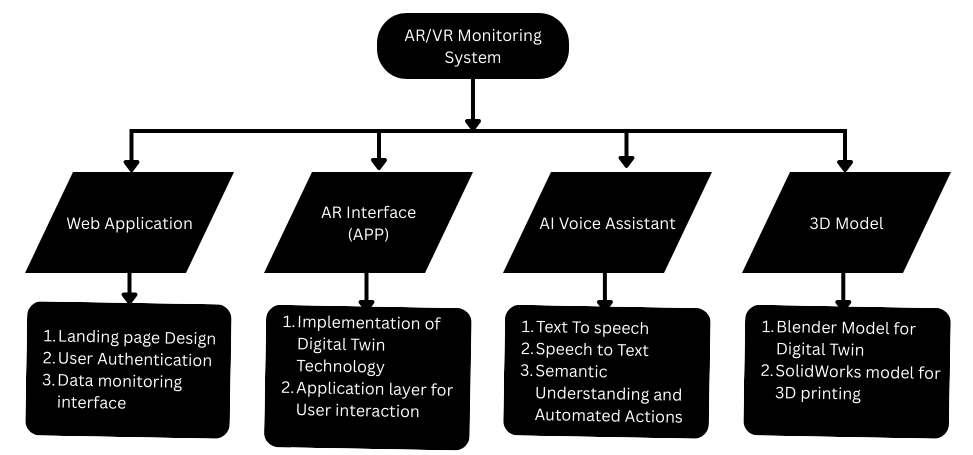 AR/VR Monitoring
System
Web Application
AR Interface
(APP)
AI Voice Assistant
3D Model
1. Landing page Design
2. User Authentication
3. Data monitoring
interface
1. Implementation of
Digital Twin
Technology
2. Application layer for
User interaction
1. Text To speech
2. Speech to Text
3. Semantic
Understanding and
Automated Actions
1. Blender Model for
Digital Twin
2. SolidWorks model for
3D printing